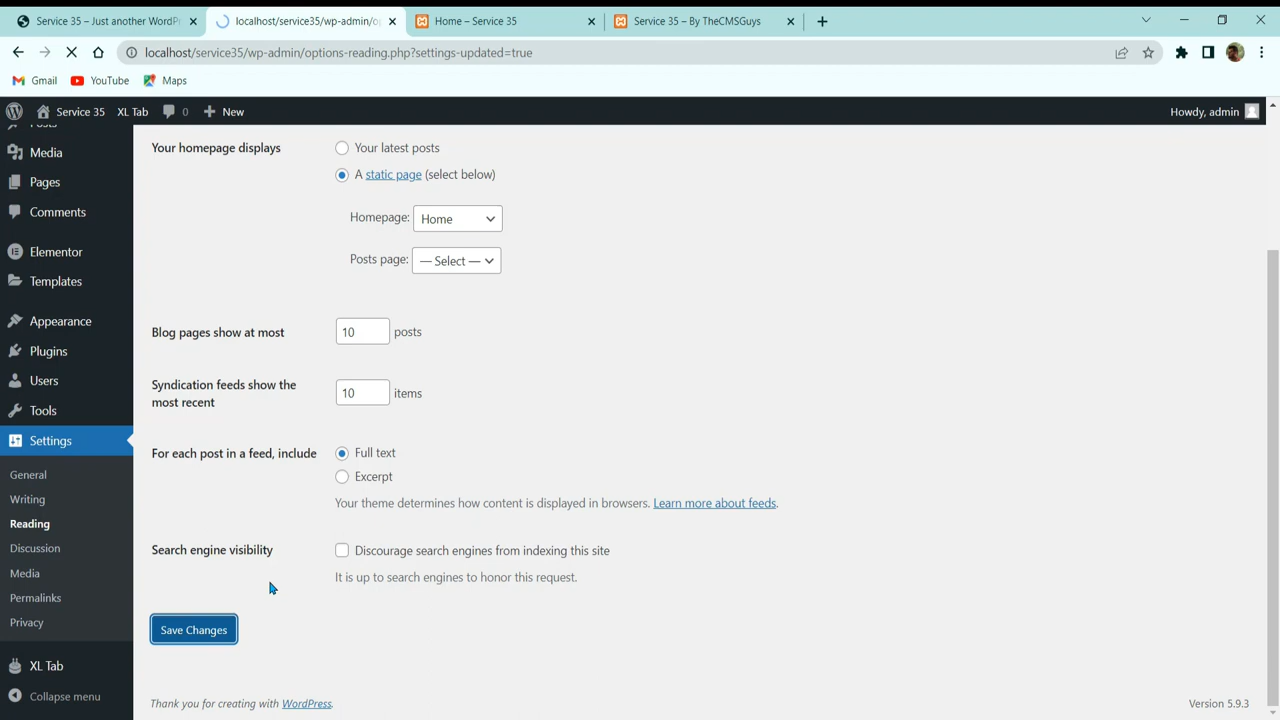 Service 35 – Just another WordPr
localhost/service35/wp-admin/op
Home – Service 35
Service 35 – By TheCMSGuys
localhost/service35/wp-admin/options-reading.php?settings-updated=true
Gmail
YouTube
Maps
Service 35
XL Tab
0
New
Howdy, admin
Posts
Media
Pages
Comments
Elementor
Templates
Appearance
Plugins
Users
Tools
Settings
General
Writing
Reading
Discussion
Media
Permalinks
Privacy
XL Tab
Collapse menu
Your homepage displays
Your latest posts
A static page (select below)
Homepage: Home
Posts page: — Select —
Blog pages show at most
10 posts
Syndication feeds show the
most recent
10 items
For each post in a feed, include
Full text
Excerpt
Your theme determines how content is displayed in browsers. Learn more about feeds.
Search engine visibility
Discourage search engines from indexing this site
It is up to search engines to honor this request.
Save Changes
Thank you for creating with WordPress.
Version 5.9.3